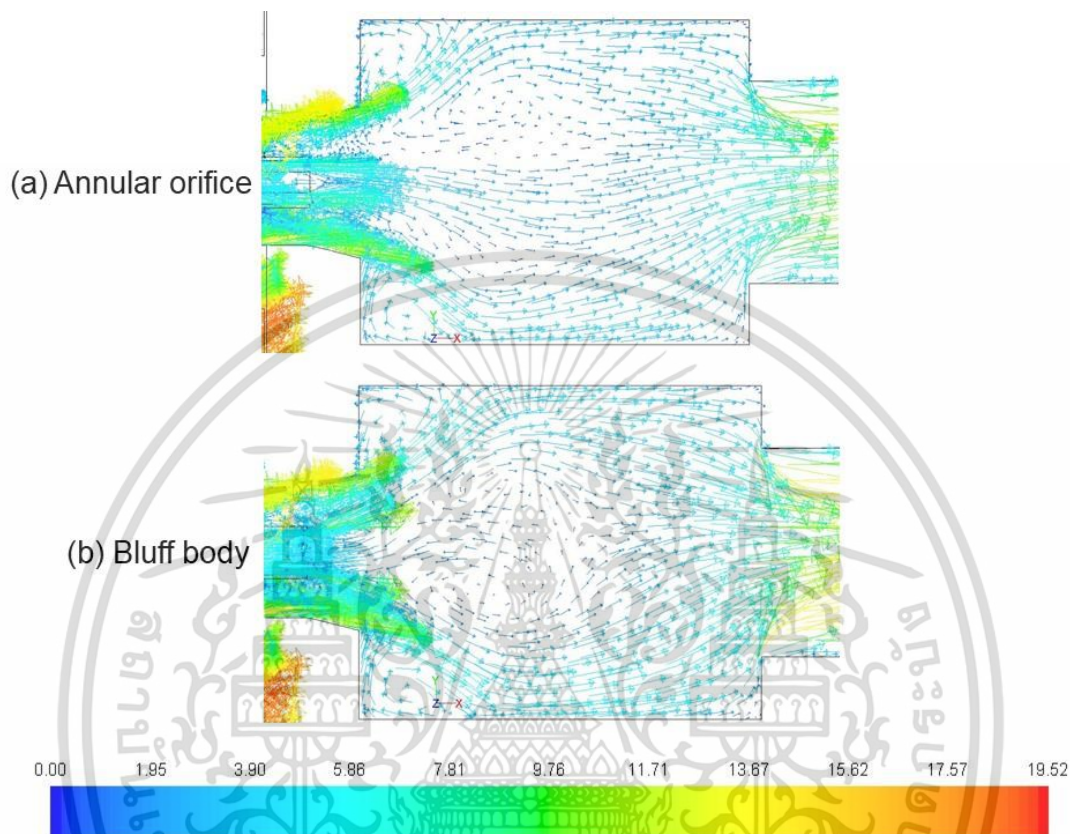 (a) Annular orifice
Y
Z X
(b) Bluff body
Y
Z X
0.00 1.95 3.90 5.86 7.81 9.76 11.71 13.67 15.62 17.57 19.52